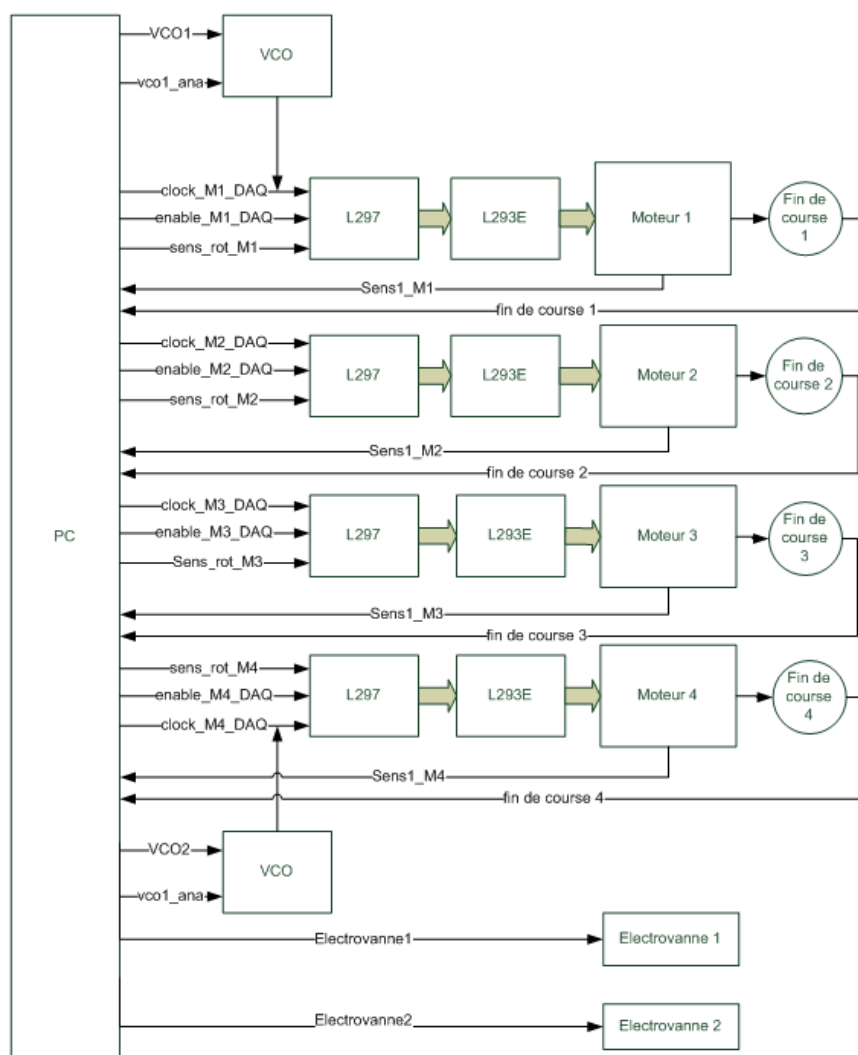 VCO1
VCO
vco1_ana
clock_M1_DAQ
enable_M1_DAQ
sens_rot_M1
L297
L293E
Moteur 1
Fin de
course
1
Sens1_M1
fin de course 1
clock_M2_DAQ
enable_M2_DAQ
sens_rot_M2
L297
L293E
Moteur 2
Fin de
course 2
Sens1_M2
fin de course 2
PC
clock_M3_DAQ
enable_M3_DAQ
Sens_rot_M3
L297
L293E
Moteur 3
Fin de
course
3
Sens1_M3
fin de course 3
sens_rot_M4
enable_M4_DAQ
clock_M4_DAQ
L297
L293E
Moteur 4
Fin de
course
4
Sens1_M4
fin de course 4
VCO2
VCO
vco1_ana
Electrovanne1
Electrovanne 1
Electrovanne2
Electrovanne 2